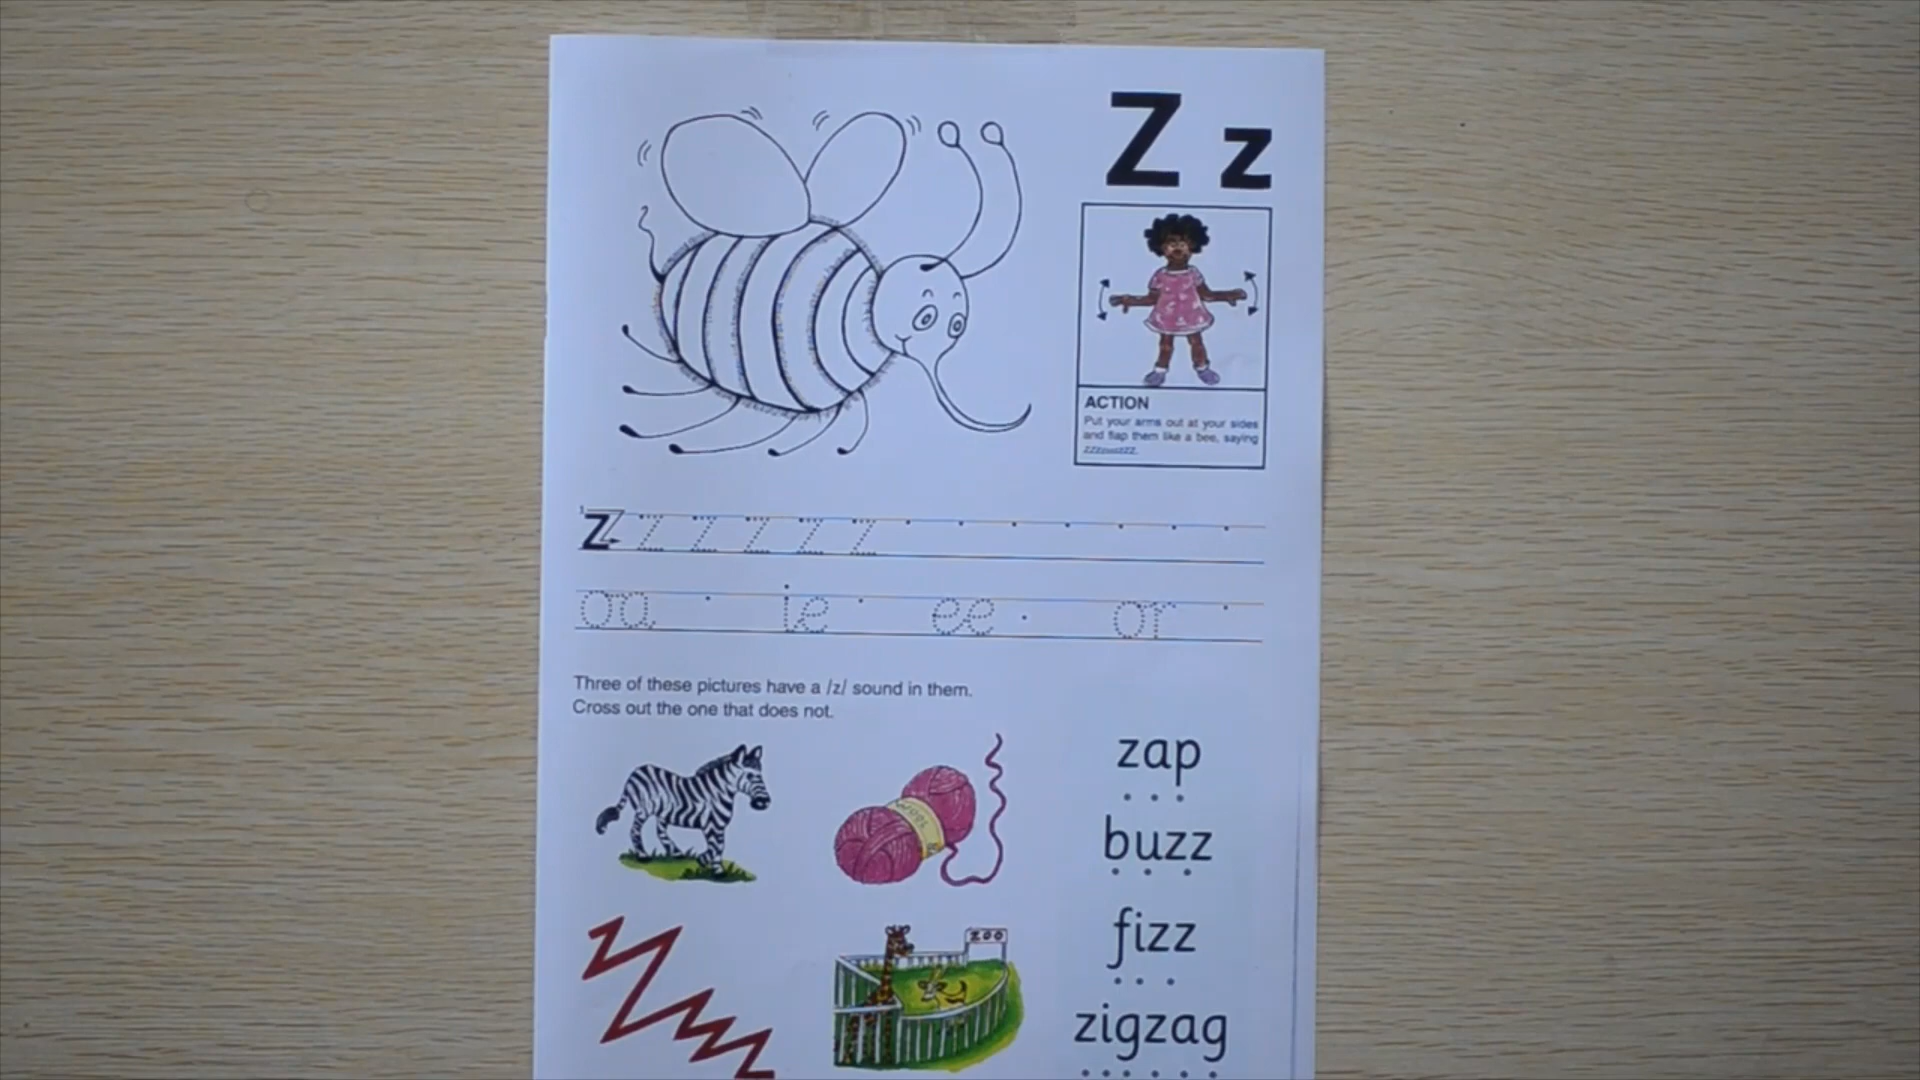 Z z
ACTION
Put your arms out at your sides
and flap them like a bee, saying
1
z z z z z z
oa ie ee or
Three of these pictures have a /z/ sound in them.
Cross out the one that does not.
zap
WOOL
buzz
fizz
ZOO
zigzag